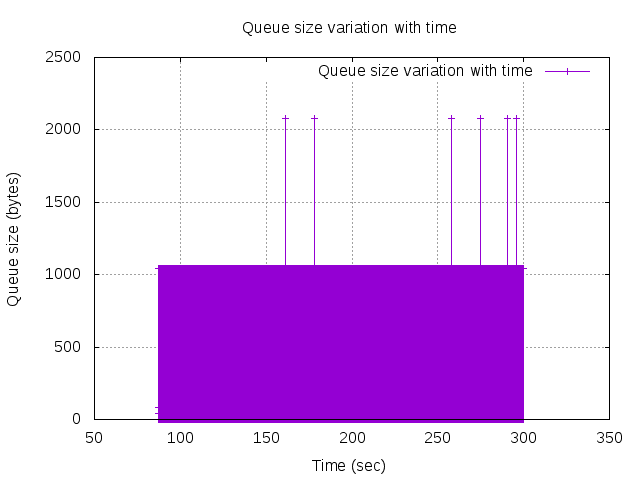 Queue size variation with time
Queue size variation with time
2500
2000
1500
1000
500
0
Queue size (bytes)
50 100 150 200 250 300 350
Time (sec)